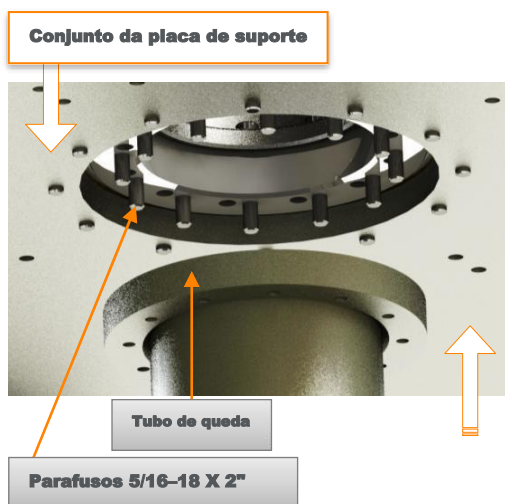 Conjunto da placa de suporte
Tubo de queda
Parafusos 5/16–18 X 2"